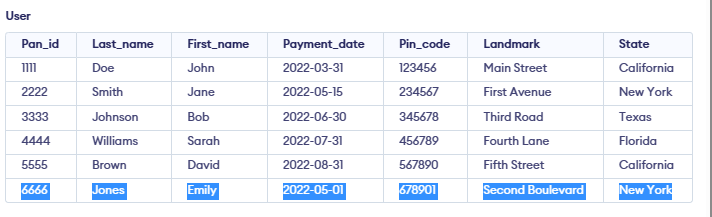 User
Pan_id Last_name First_name Payment_date Pin_code Landmark State
1111 Doe John 2022-03-31 123456 Main Street California
2222 Smith Jane 2022-05-15 234567 First Avenue New York
3333 Johnson Bob 2022-06-30 345678 Third Road Texas
4444 Williams Sarah 2022-07-31 456789 Fourth Lane Florida
5555 Brown David 2022-08-31 567890 Fifth Street California
6666 Jones Emily 2022-05-01 678901 Second Boulevard New York